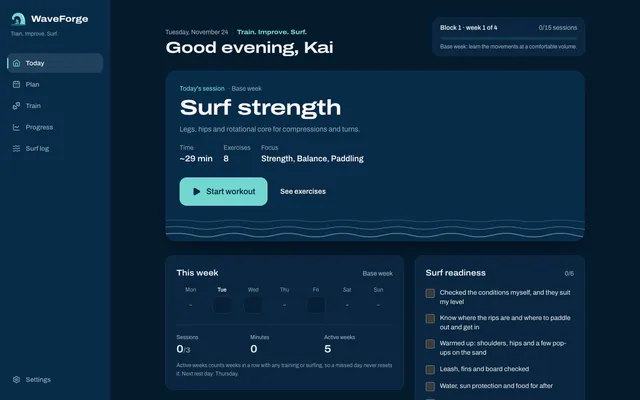 WaveForge
Train. Improve. Surf.
Today
Plan
Train
Progress
Surf log
Settings
Tuesday, November 24 · Train. Improve. Surf.
Good evening, Kai
Block 1 · week 1 of 4
0/15 sessions
Base week: learn the movements at a comfortable volume.
Today's session · Base week
Surf strength
Legs, hips and rotational core for compressions and turns.
Time
~29 min
Exercises
8
Focus
Strength, Balance, Paddling
Start workout
See exercises
This week
Base week
Mon Tue Wed Thu Fri Sat Sun
Sessions
0/3
Minutes
0
Active weeks
5
Active weeks counts weeks in a row with any training or surfing, so a missed day never resets
it. Next rest day: Thursday.
Surf readiness
0/6
Checked the conditions myself, and they suit
my level
Know where the rips are and where to paddle
out and get in
Warmed up: shoulders, hips and a few pop-
ups on the sand
Leash, fins and board checked
Water, sun protection and food for after